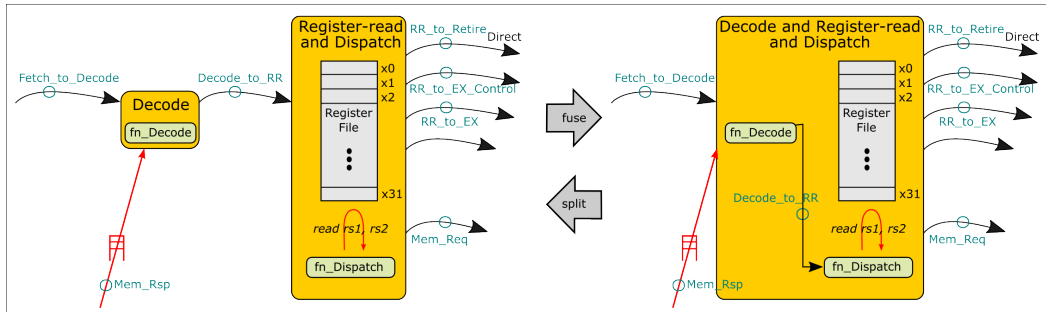 Register-read
and Dispatch
Fetch_to_Decode
Decode_to_RR
Decode
fn_Decode
Mem_Rsp
x0
x1
x2
Register
File
x31
read rs1, rs2
fn_Dispatch
RR_to_Retire
Direct
RR_to_EX_Control
RR_to_EX
Mem_Req
fuse
split
Decode and Register-read
and Dispatch
Fetch_to_Decode
fn_Decode
Decode_to_RR
Mem_Rsp
x0
x1
x2
Register
File
x31
read rs1, rs2
fn_Dispatch
RR_to_Retire
Direct
RR_to_EX_Control
RR_to_EX
Mem_Req